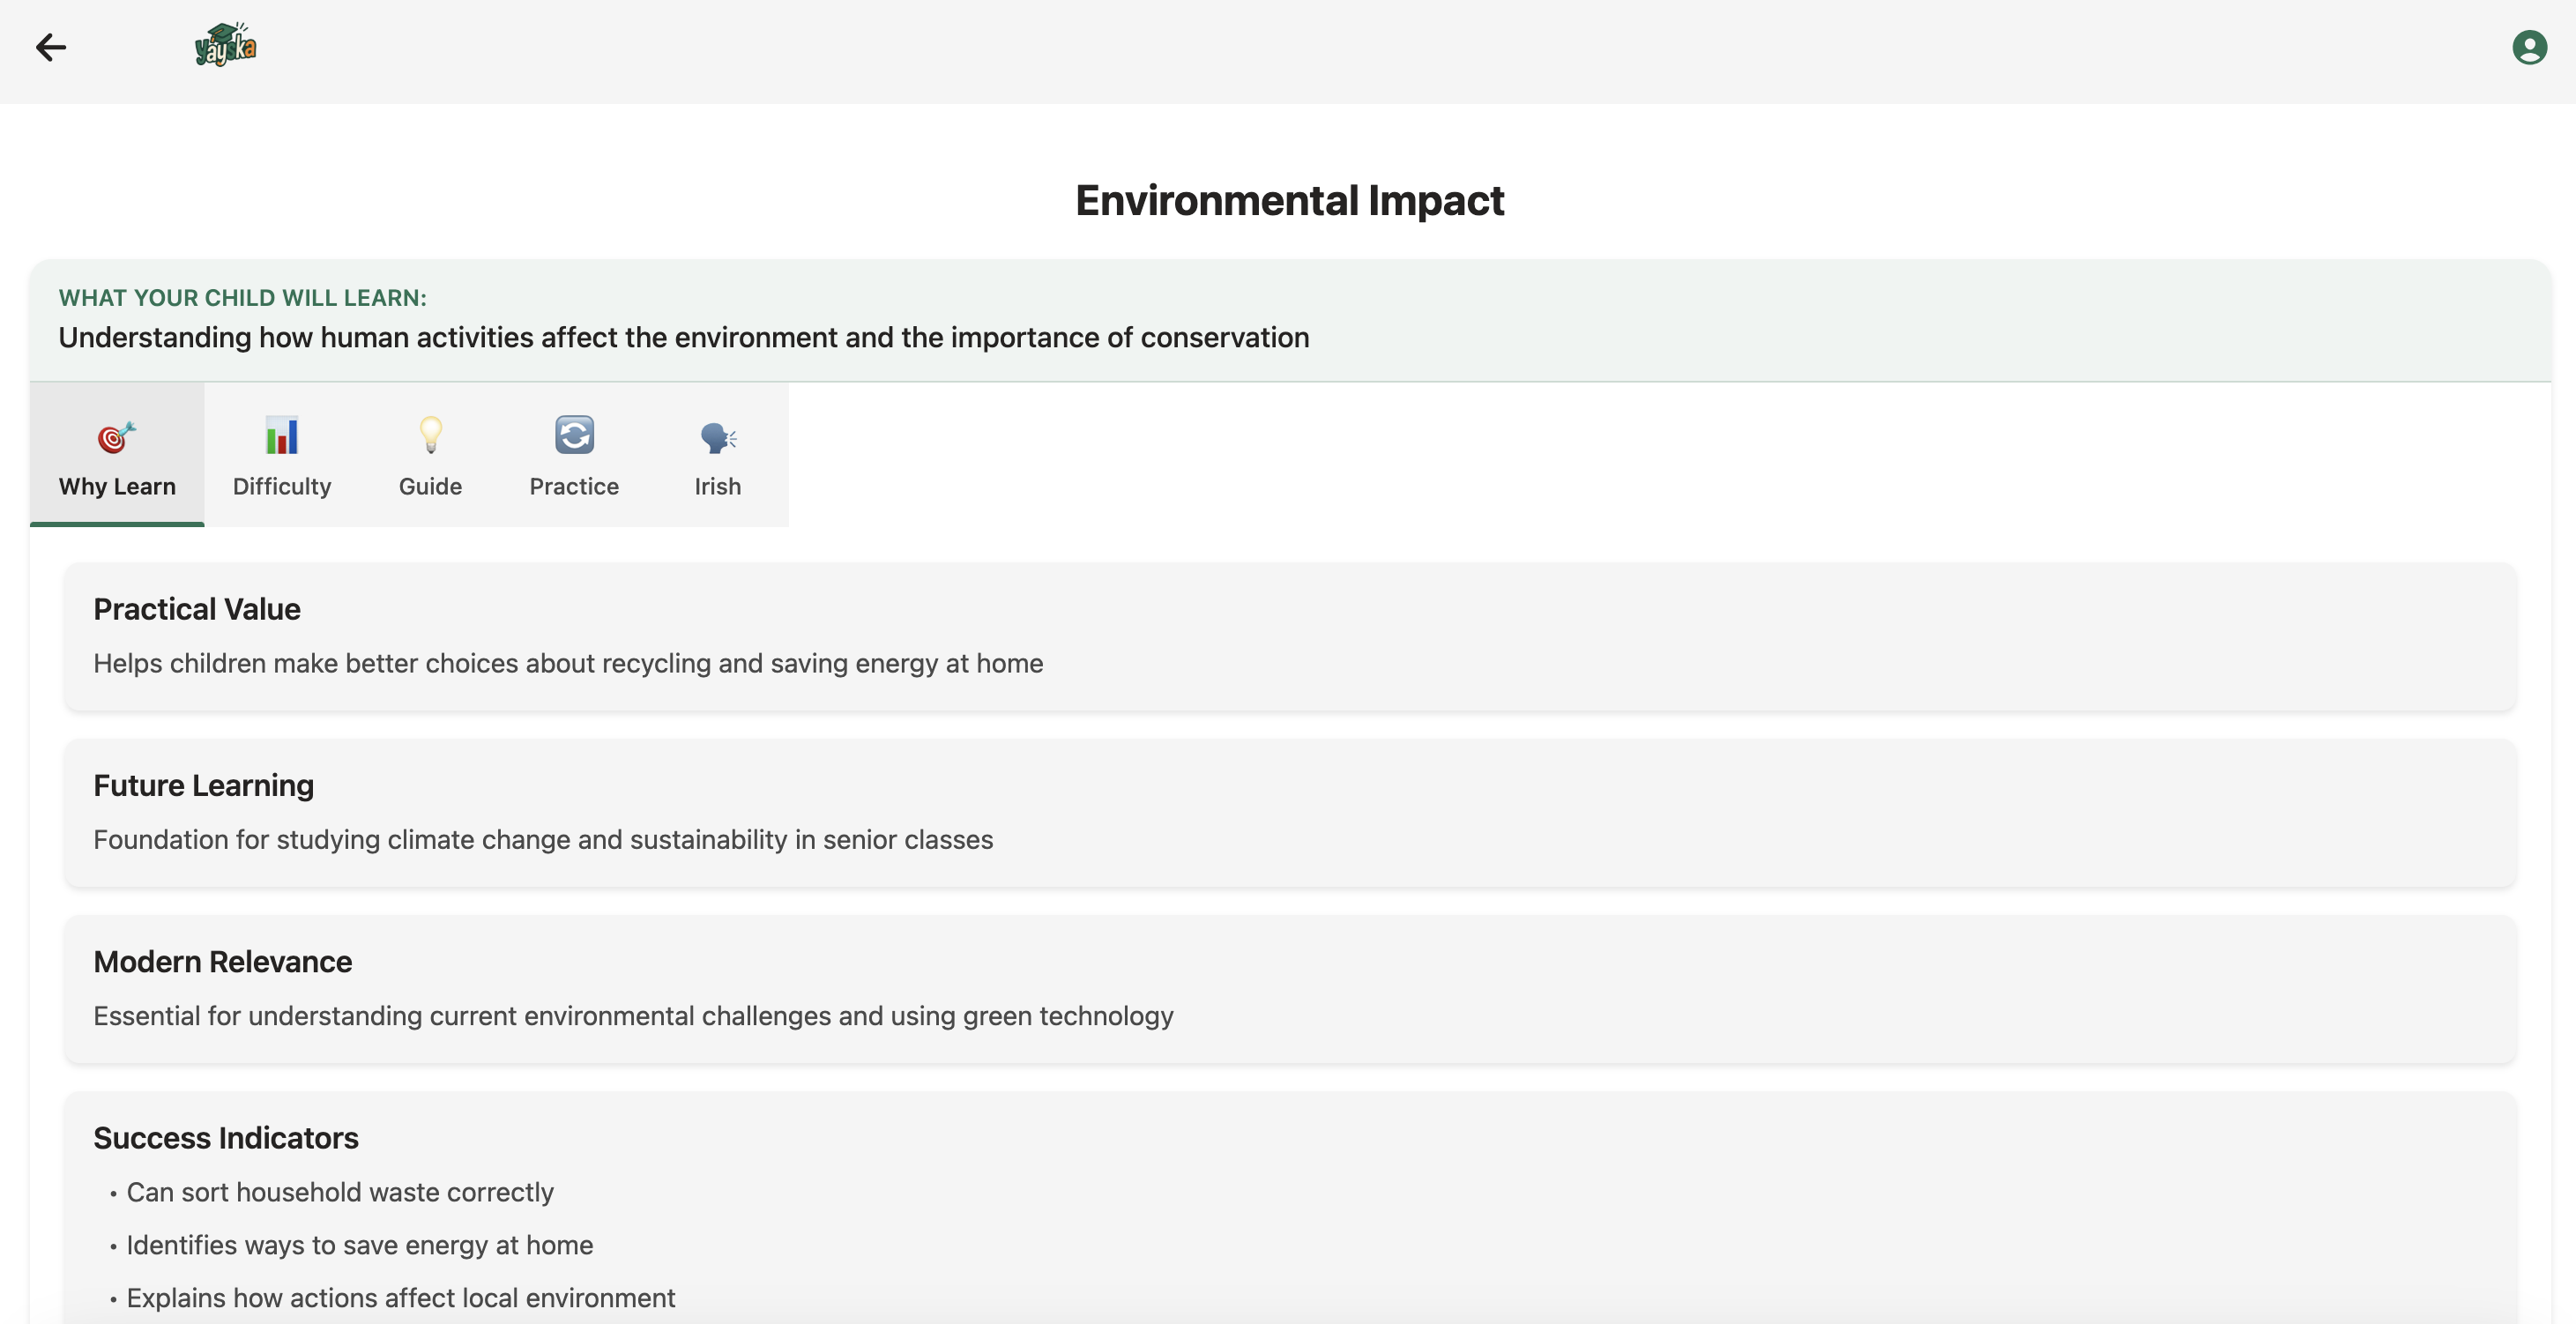 yayska
Environmental Impact
WHAT YOUR CHILD WILL LEARN:
Understanding how human activities affect the environment and the importance of conservation
Why Learn
Difficulty
Guide
Practice
Irish
Practical Value
Helps children make better choices about recycling and saving energy at home
Future Learning
Foundation for studying climate change and sustainability in senior classes
Modern Relevance
Essential for understanding current environmental challenges and using green technology
Success Indicators
• Can sort household waste correctly
• Identifies ways to save energy at home
• Explains how actions affect local environment